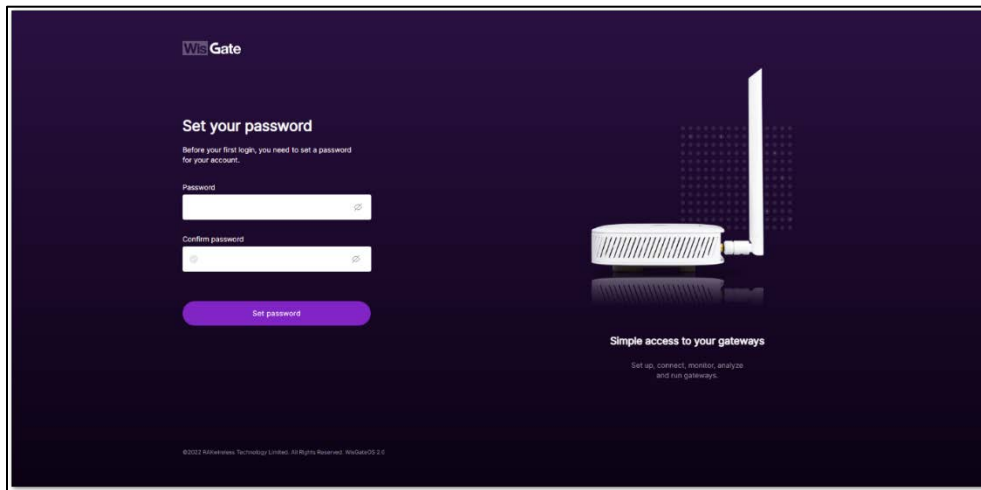 WisGate
Set your password
Before your first login, you need to set a password
for your account.
Password
Confirm password
Set password
Simple access to your gateways
Set up, connect, monitor, analyze
and run gateways.
©2022 RAKwireless Technology Limited. All Rights Reserved. WisGateOS 2.0